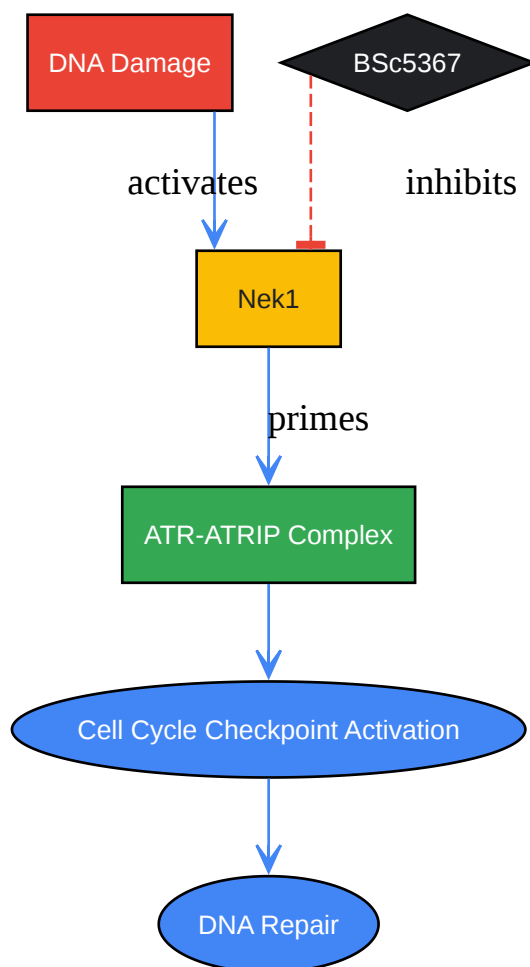 DNA Damage
BSc5367
activates
inhibits
Nek1
primes
ATR-ATRIP Complex
Cell Cycle Checkpoint Activation
DNA Repair